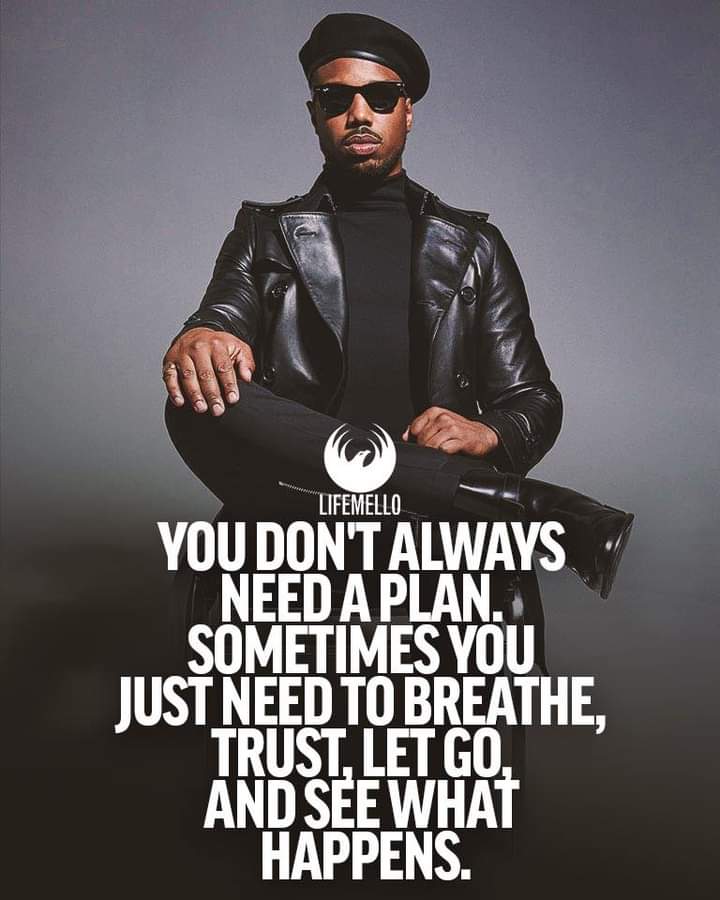 LIFEMELLO
YOU DON'T ALWAYS
NEED A PLAN.
SOMETIMES YOU
JUST NEED TO BREATHE,
TRUST, LET GO,
AND SEE WHAT
HAPPENS.